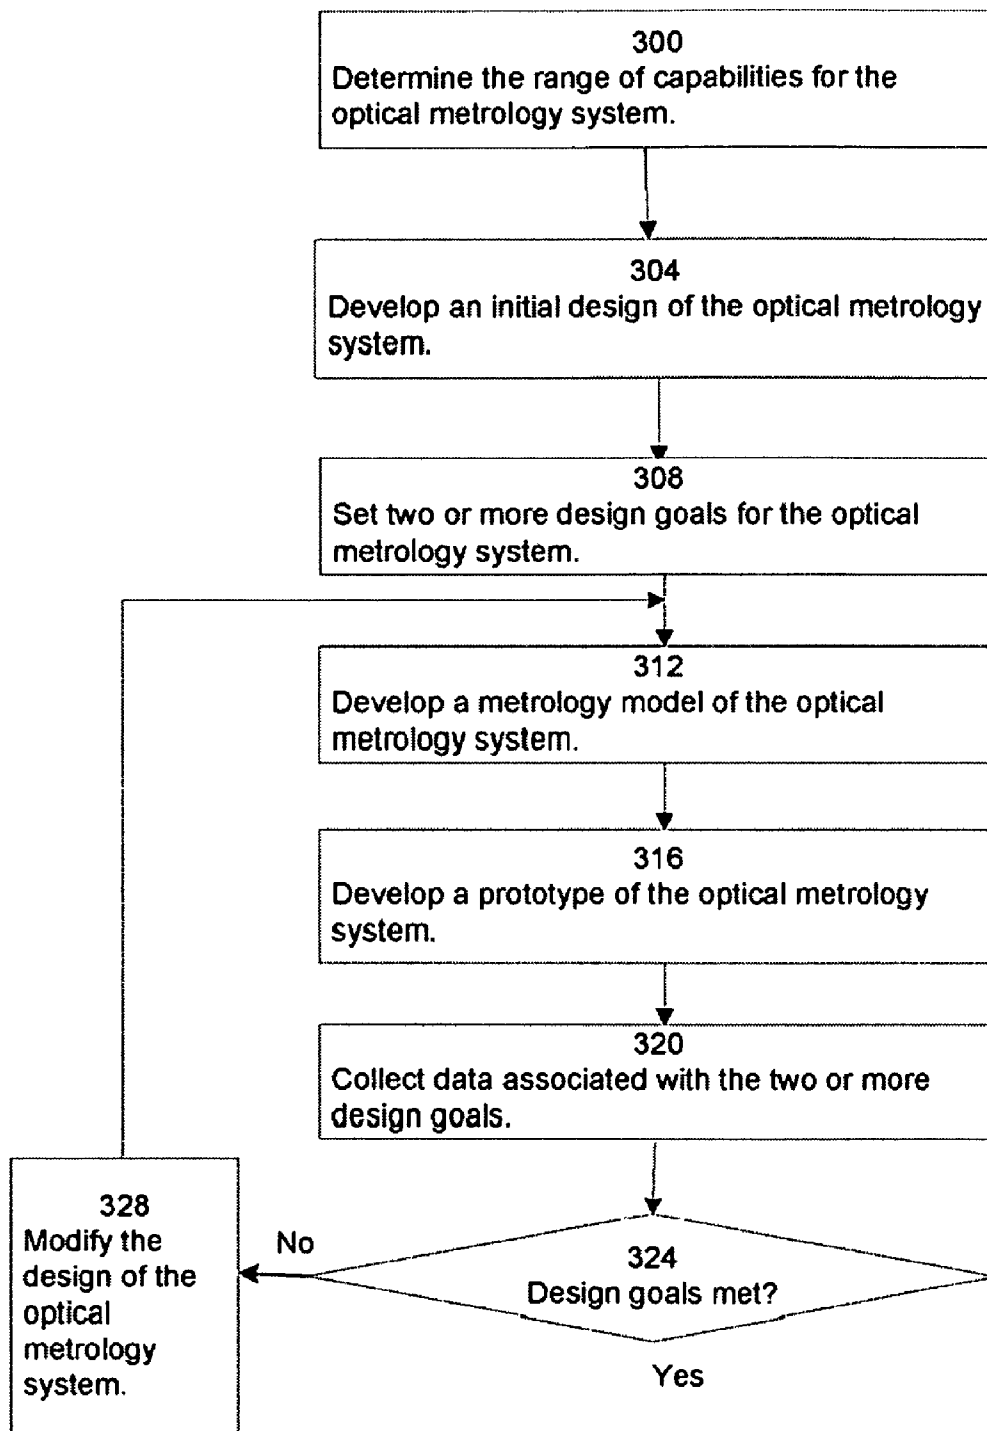 300
Determine the range of capabilities for the
optical metrology system.
304
Develop an initial design of the optical metrology
system.
308
Set two or more design goals for the optical
metrology system.
312
Develop a metrology model of the optical
metrology system.
316
Develop a prototype of the optical metrology
system.
320
Collect data associated with the two or more
design goals.
324
Design goals met?
No
Yes
328
Modify the
design of the
optical
metrology
system.